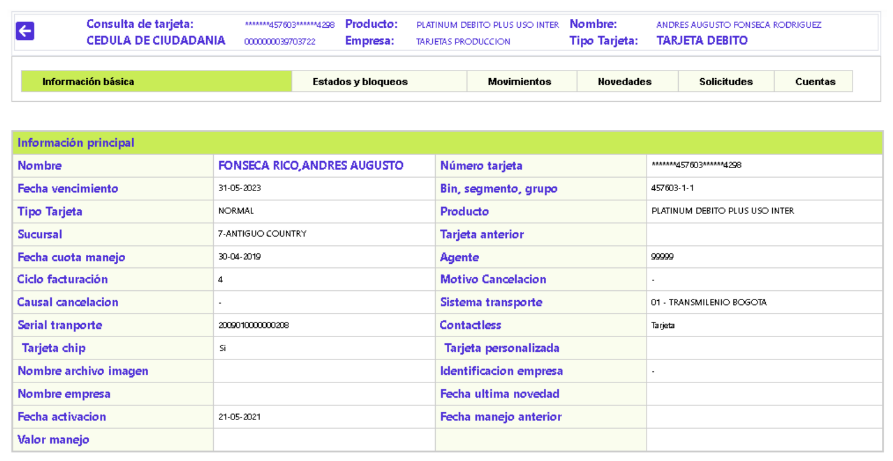 Consulta de tarjeta: *******457603******4298 Producto: PLATINUM DEBITO PLUS USO INTER Nombre: ANDRES AUGUSTO FONSECA RODRIGUEZ
CEDULA DE CIUDADANIA 0000000039703722 Empresa: TARJETAS PRODUCCION Tipo Tarjeta: TARJETA DEBITO
Información básica Estados y bloqueos Movimientos Novedades Solicitudes Cuentas
Información principal
Nombre FONSECA RICO,ANDRES AUGUSTO Número tarjeta *******457603******4298
Fecha vencimiento 31-05-2023 Bin, segmento, grupo 457603-1-1
Tipo Tarjeta NORMAL Producto PLATINUM DEBITO PLUS USO INTER
Sucursal 7-ANTIGUO COUNTRY Tarjeta anterior
Fecha cuota manejo 30-04-2019 Agente 99999
Ciclo facturación 4 Motivo Cancelacion -
Causal cancelacion - Sistema transporte 01 - TRANSMILENIO BOGOTA
Serial tranporte 2009010000000208 Contactless Tarjeta
Tarjeta chip Si Tarjeta personalizada
Nombre archivo imagen Identificacion empresa -
Nombre empresa Fecha ultima novedad
Fecha activacion 21-05-2021 Fecha manejo anterior
Valor manejo